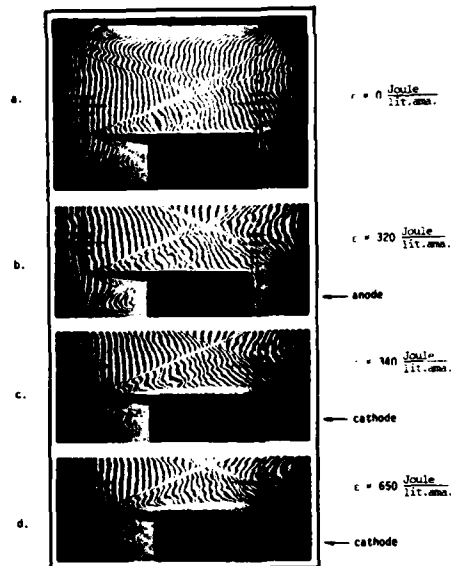 a.
= 0 Joule
lit.ama.
b.
ε = 320 Joule
lit.ama.
anode
c.
= 340 Joule
lit.ama.
cathode
d.
ε = 650 Joule
lit.ama.
cathode